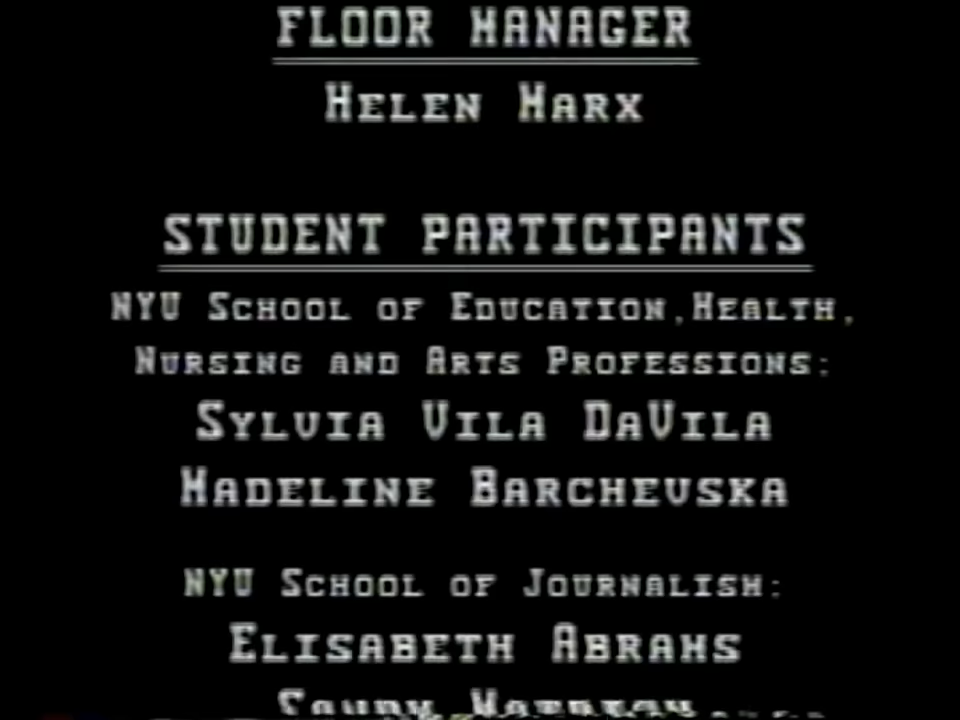 FLOOR MANAGER
HELEN MARX
STUDENT PARTICIPANTS
NYU SCHOOL OF EDUCATION, HEALTH,
NURSING AND ARTS PROFESSIONS:
SYLVIA VILA DAVILA
MADELINE BARCHEVSKA
NYU SCHOOL OF JOURNALISM:
ELISABETH ABRAMS